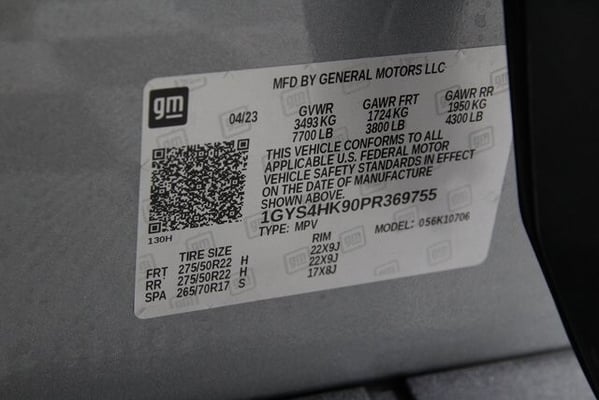 MFD BY GENERAL MOTORS LLC
gm
04/23 GVWR GAWR FRT GAWR RR
3493 KG 1724 KG 1950 KG
7700 LB 3800 LB 4300 LB
THIS VEHICLE CONFORMS TO ALL
APPLICABLE U.S. FEDERAL MOTOR
VEHICLE SAFETY STANDARDS IN EFFECT
ON THE DATE OF MANUFACTURE
SHOWN ABOVE.
1GYS4HK90PR369755
130H
TYPE: MPV MODEL: 056K10706
TIRE SIZE RIM
FRT 275/50R22 H 22X9J
RR 275/50R22 H 22X9J
SPA 265/70R17 S 17X8J